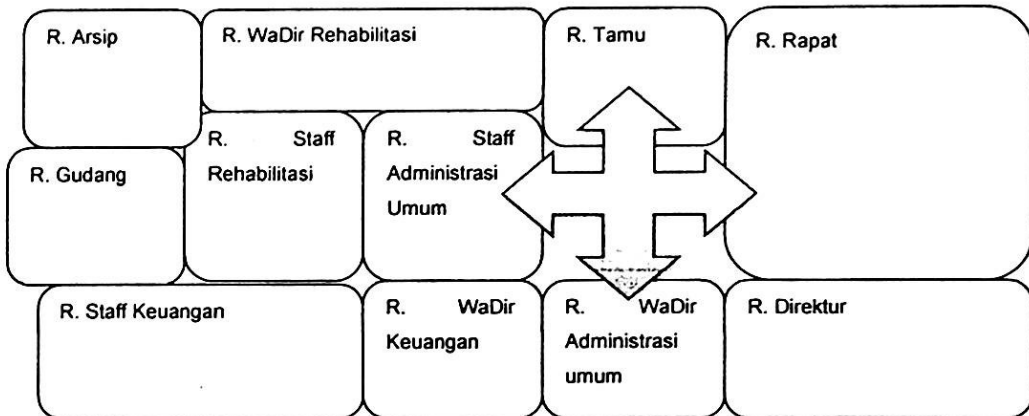 R. Arsip
R. WaDir Rehabilitasi
R. Tamu
R. Rapat
R. Staff
Rehabilitasi
R. Staff
Administrasi
Umum
R. Gudang
R. Staff Keuangan
R. WaDir
Keuangan
R. WaDir
Administrasi
umum
R. Direktur